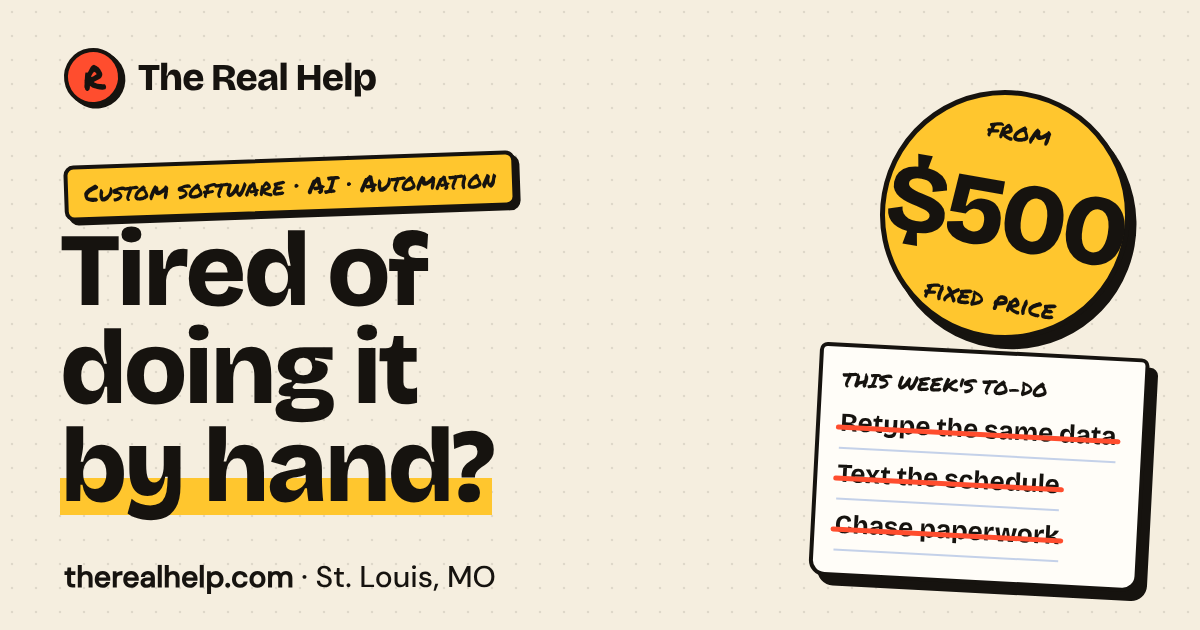 R
The Real Help
Custom software · AI · Automation
Tired of
doing it
by hand?
therealhelp.com · St. Louis, MO
FROM
$500
FIXED PRICE
THIS WEEK'S TO-DO
Retype the same data
Text the schedule
Chase paperwork